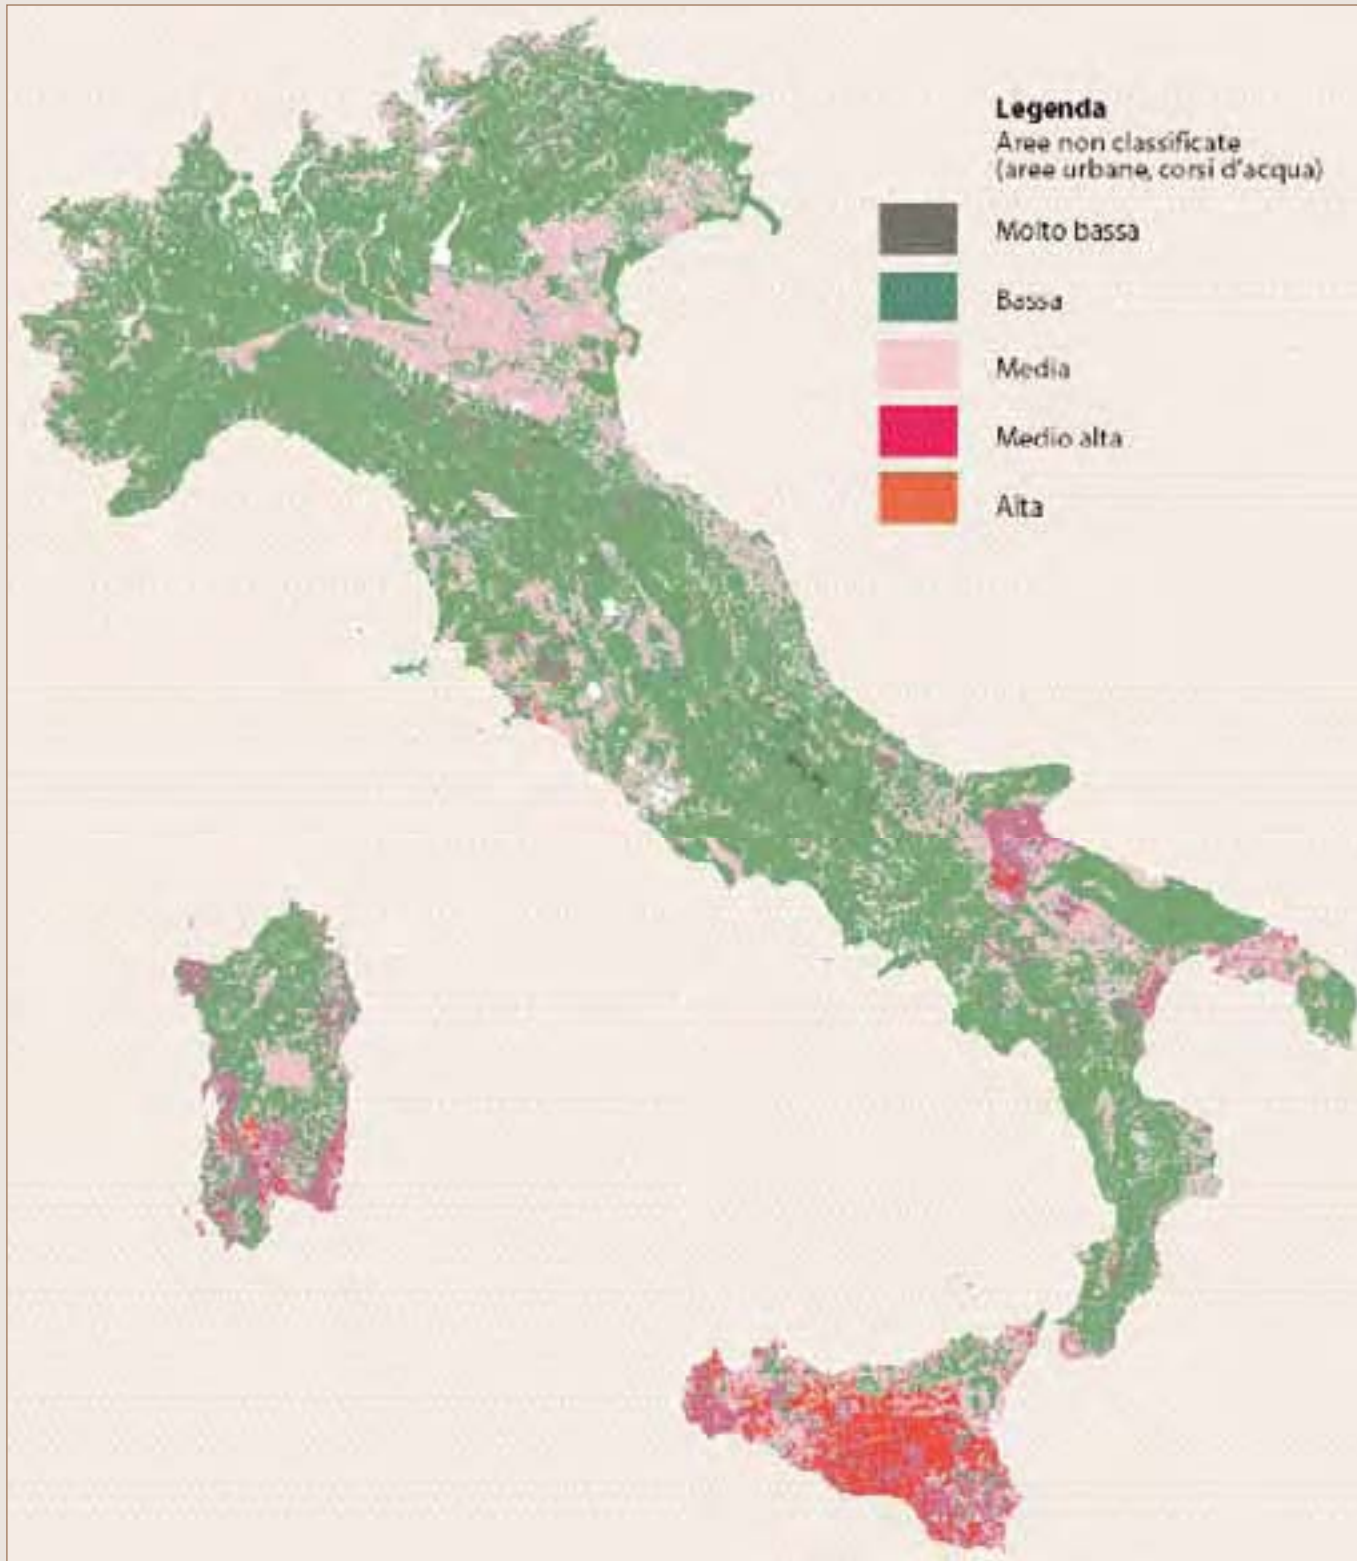 Legenda
Aree non classificate
(aree urbane, corsi d'acqua)
Molto bassa
Bassa
Media
Medio alta
Alta